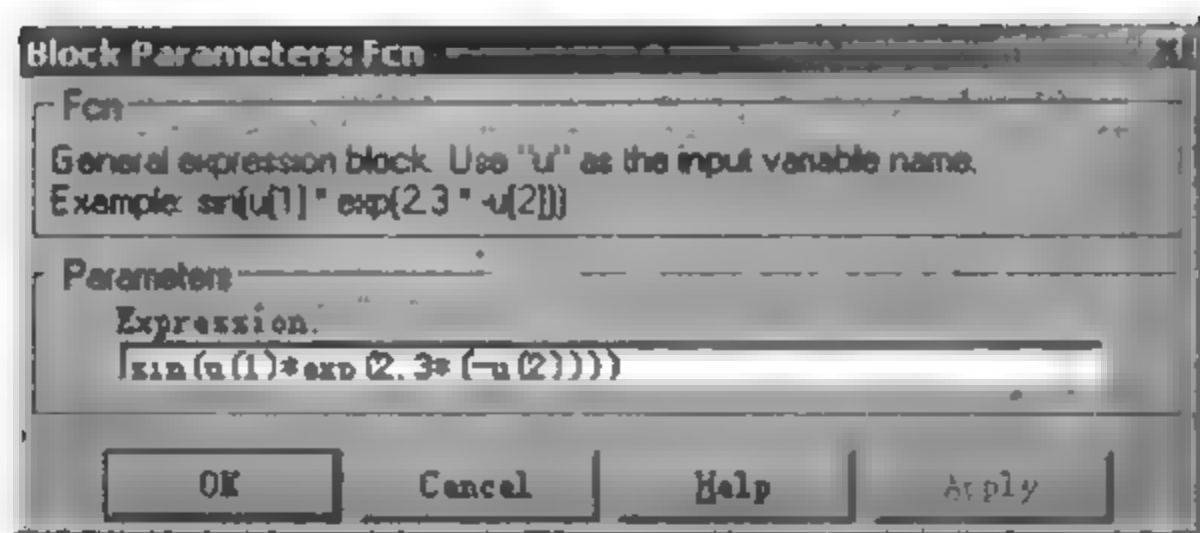 Block Parameters: Fcn
Fcn
General expression block. Use "u" as the input variable name.
Example: sin(u[1] * exp(2.3 * -u[2]))
Parameters
Expression:
sin(u(1)*exp(2.3*(-u(2))))
OK
Cancel
Help
Apply